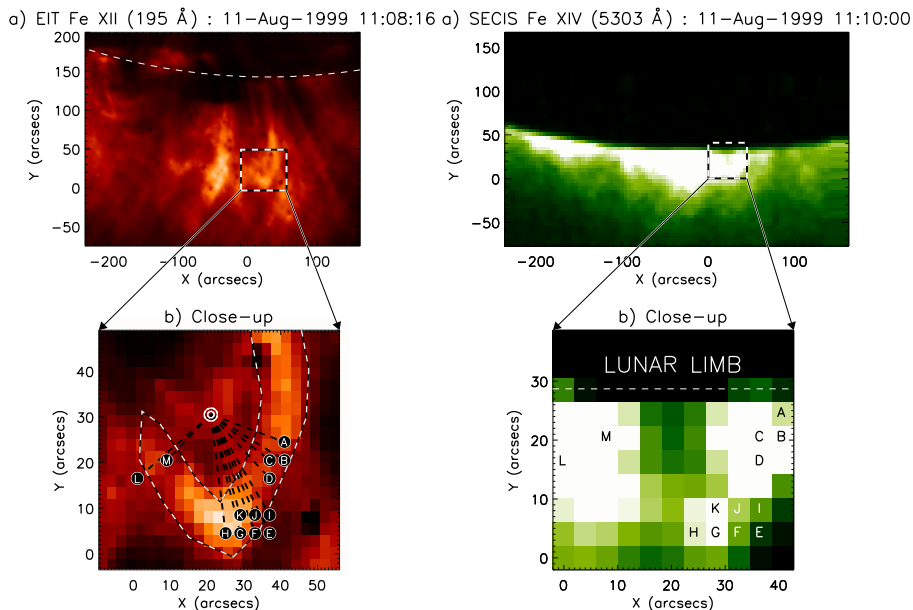 a) EIT Fe XII (195 Å) : 11-Aug-1999 11:08:16
200
150
100
50
0
-50
Y (arcsecs)
-200 -100 0 100
X (arcsecs)
a) SECIS Fe XIV (5303 Å) : 11-Aug-1999 11:10:00
150
100
50
0
-50
Y (arcsecs)
-200 -100 0 100
X (arcsecs)
b) Close-up
40
30
20
10
0
Y (arcsecs)
A
M C B
L D
K J I
H G F E
0 10 20 30 40 50
X (arcsecs)
b) Close-up
LUNAR LIMB
30
20
10
0
Y (arcsecs)
A
M C B
L D
K J I
H G F E
0 10 20 30 40
X (arcsecs)